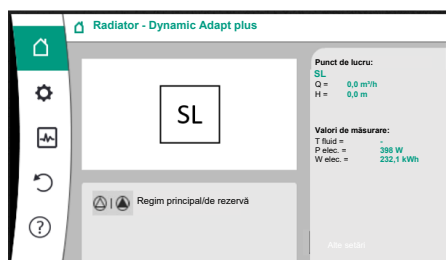 Radiator - Dynamic Adapt plus
SL
Regim principal/de rezervă
Punct de lucru:
SL
Q = 0,0 m³/h
H = 0,0 m
Valori de măsurare:
T fluid = -
P elec. = 398 W
W elec. = 232,1 kWh
Alte setări